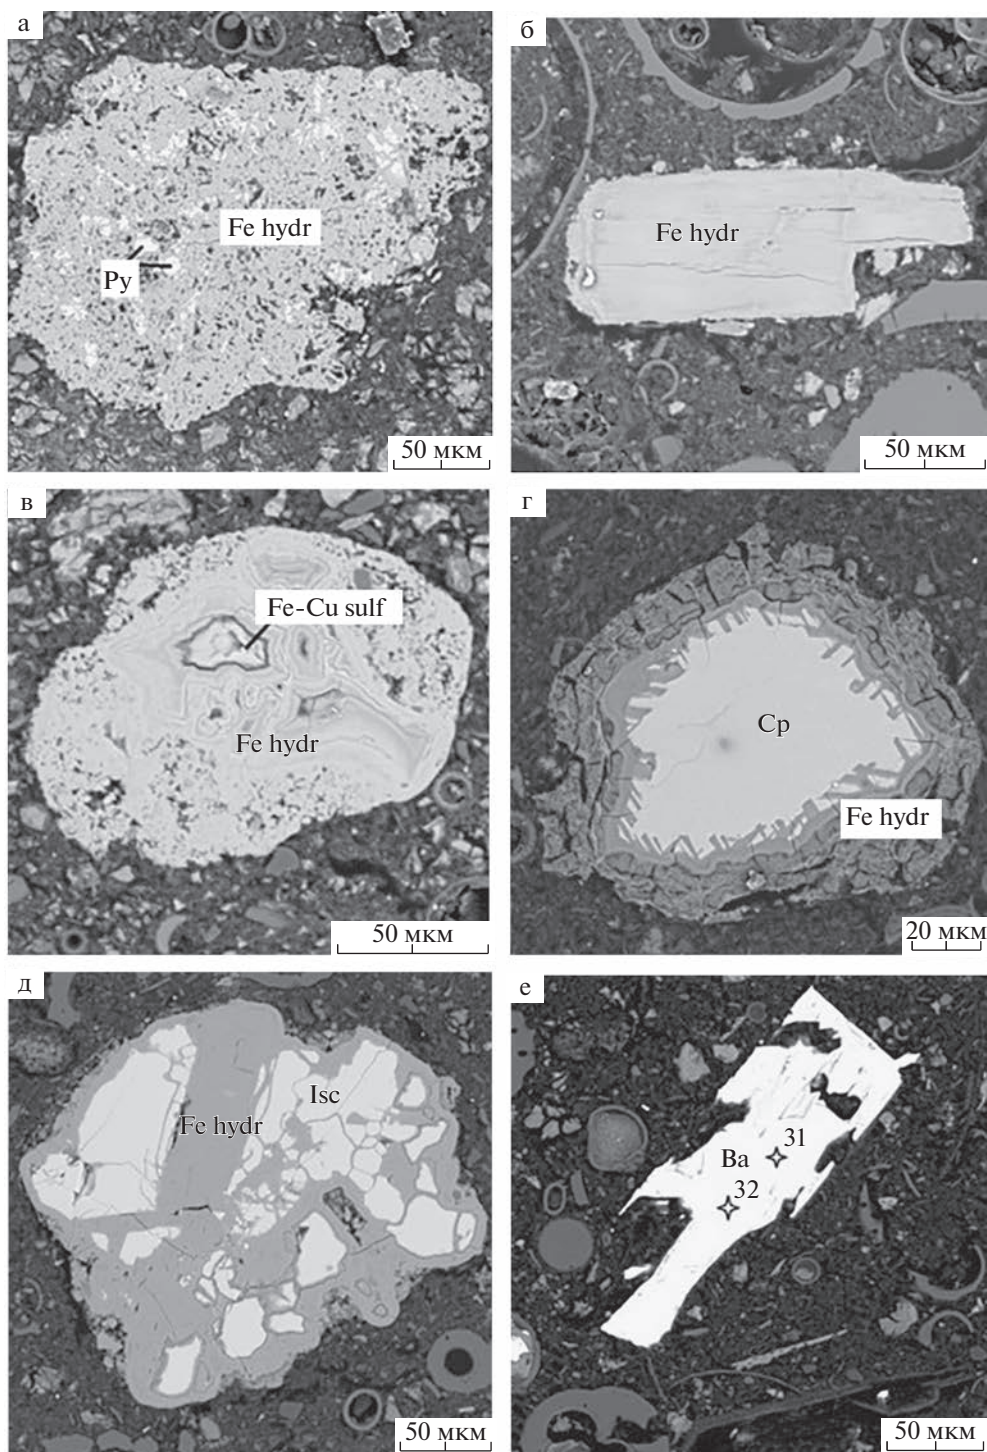 а
Fe hydr
Py
50 мкм
б
Fe hydr
50 мкм
в
Fe-Cu sulf
Fe hydr
50 мкм
г
Cp
Fe hydr
20 мкм
д
Isc
Fe hydr
50 мкм
е
31
Ba
32
50 мкм